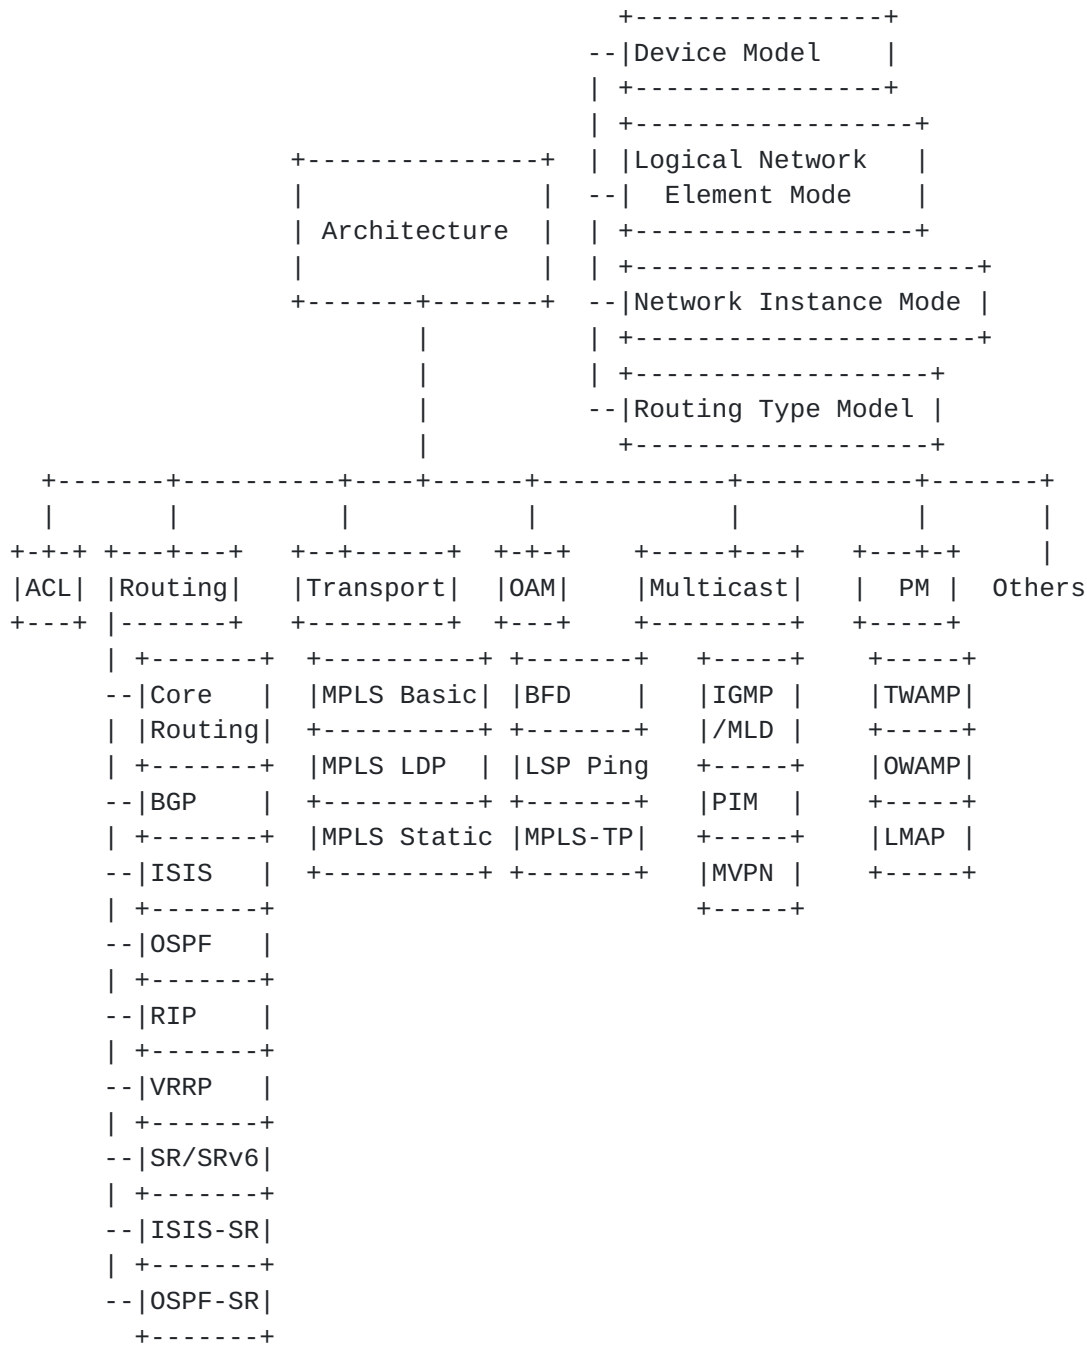 +----------------+
                                     --|Device Model    |
                                     | +----------------+
                                     | +------------------+
                  +---------------+  | |Logical Network   |
                  |               |  --|  Element Mode    |
                  | Architecture  |  | +------------------+
                  |               |  | +----------------------+
                  +-------+-------+  --|Network Instance Mode |
                          |          | +----------------------+
                          |          | +-------------------+
                          |          --|Routing Type Model |
                          |            +-------------------+
  +-------+----------+----+------+------------+-----------+-------+
  |       |          |           |            |           |       |
+-+-+ +---+---+   +--+------+  +-+-+    +-----+---+   +---+-+     |
|ACL| |Routing|   |Transport|  |OAM|    |Multicast|   |  PM |  Others
+---+ |-------+   +---------+  +---+    +---------+   +-----+
      | +-------+  +----------+ +-------+   +-----+    +-----+
      --|Core   |  |MPLS Basic| |BFD    |   |IGMP |    |TWAMP|
      | |Routing|  +----------+ +-------+   |/MLD |    +-----+
      | +-------+  |MPLS LDP  | |LSP Ping   +-----+    |OWAMP|
      --|BGP    |  +----------+ +-------+   |PIM  |    +-----+
      | +-------+  |MPLS Static |MPLS-TP|   +-----+    |LMAP |
      --|ISIS   |  +----------+ +-------+   |MVPN |    +-----+
      | +-------+                           +-----+
      --|OSPF   |
      | +-------+
      --|RIP    |
      | +-------+
      --|VRRP   |
      | +-------+
      --|SR/SRv6|
      | +-------+
      --|ISIS-SR|
      | +-------+
      --|OSPF-SR|
        +-------+